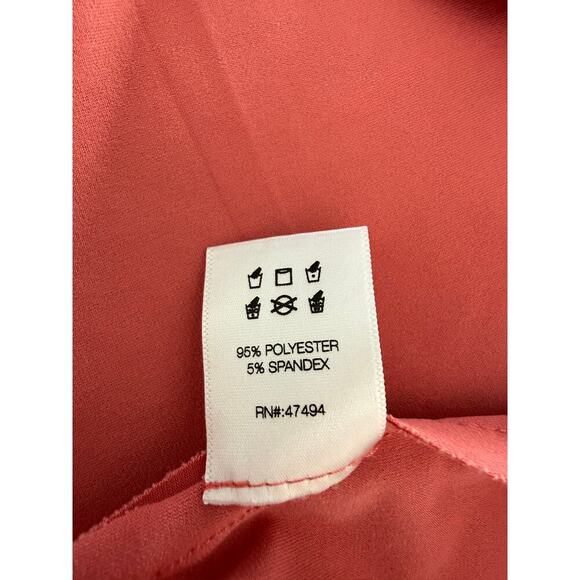 95% POLYESTER
5% SPANDEX
RN#:47494